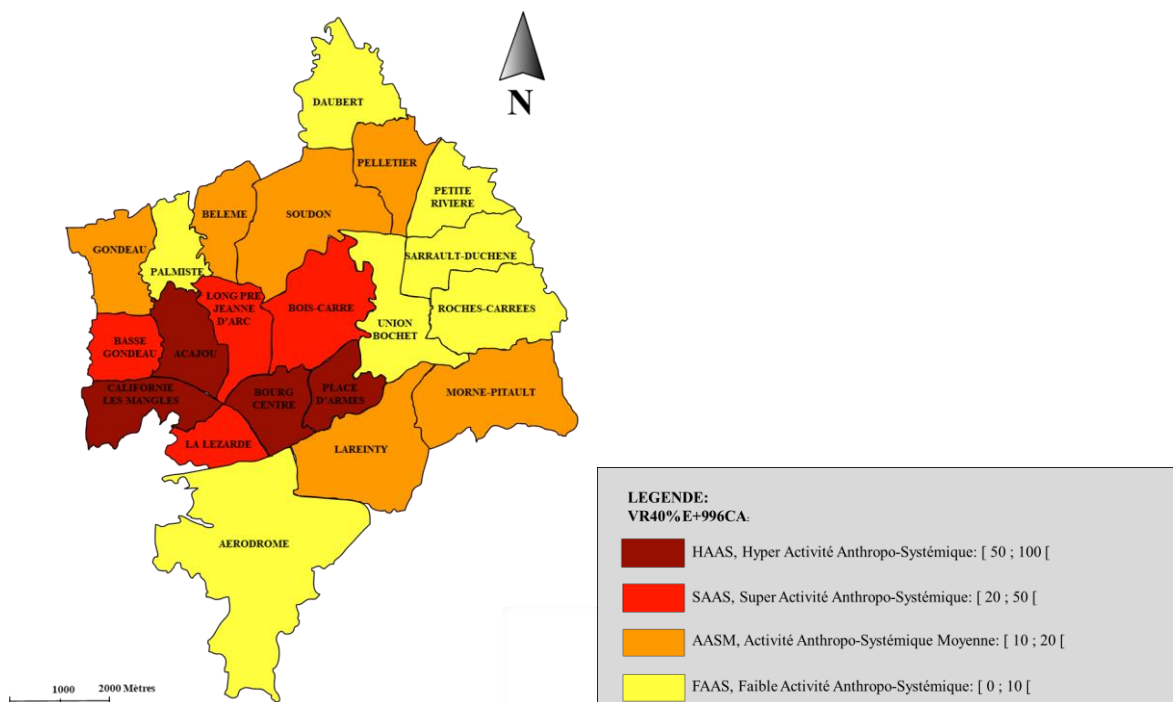 N
DAUBERT
PELLETIER
PETITE
RIVIERE
BELEME
SOUDON
GONDEAU
SARRAULT-DUCHENE
PALMISTE
LONG PRE
JEANNE
D'ARC
BOIS-CARRE
ROCHES-CARREES
UNION
BOCHET
BASSE
GONDEAU
ACAJOU
CALIFORNIE
LES MANGLES
BOURG
CENTRE
PLACE
D'ARMES
MORNE-PITAULT
LA LEZARDE
LAREINTY
AERODROME
1000
2000 Mètres
LEGENDE:
VR40%E+996CA:
HAAS, Hyper Activité Anthropo-Systémique: [ 50 ; 100 [
SAAS, Super Activité Anthropo-Systémique: [ 20 ; 50 [
AASM, Activité Anthropo-Systémique Moyenne: [ 10 ; 20 [
FAAS, Faible Activité Anthropo-Systémique: [ 0 ; 10 [